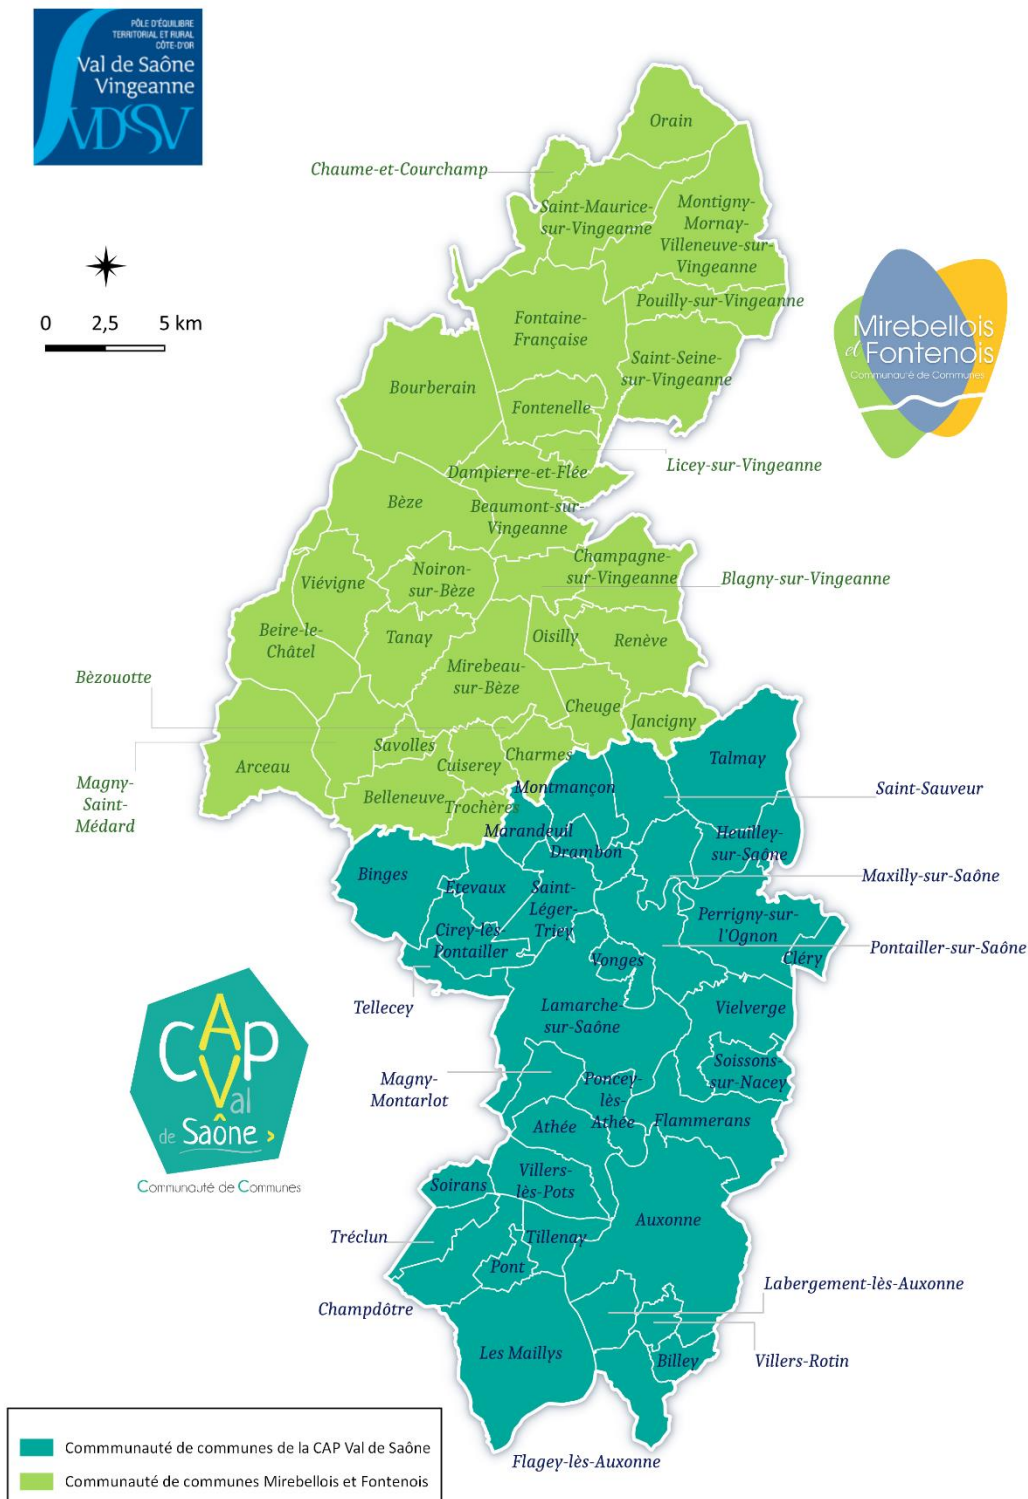 PÔLE D'ÉQUILIBRE
TERRITORIAL ET RURAL
CÔTE-D'OR
Val de Saône
Vingeanne
VDSV
Orain
Chaume-et-Courchamp
Saint-Maurice-
sur-Vingeanne
Montigny-
Mornay-
Villeneuve-sur-
Vingeanne
0 2,5 5 km
Pouilly-sur-Vingeanne
Fontaine-
Française
Mirebellois
et Fontenois
Communauté de Communes
Saint-Seine-
sur-Vingeanne
Bourberain
Fontenelle
Licey-sur-Vingeanne
Dampierre-et-Flée
Bèze
Beaumont-sur-
Vingeanne
Champagne-
sur-Vingeanne
Blagny-sur-Vingeanne
Viévigne
Noiron-
sur-Bèze
Beire-le-
Châtel
Tanay
Oisilly
Renève
Bèzouotte
Mirebeau-
sur-Bèze
Cheuge
Jancigny
Arceau
Savolles
Cuiserey
Charmes
Talmay
Magny-
Saint-
Médard
Belleneuve
Trochères
Montmançon
Saint-Sauveur
Marandeuil
Drambon
Heuilley-
sur-Saône
Binges
Etevaux
Saint-
Léger-
Triey
Maxilly-sur-Saône
Cirey-lès-
Pontailler
Perrigny-sur-
l'Ognon
Cléry
Pontailler-sur-Saône
Vonges
Tellecey
Lamarche-
sur-Saône
Vielverge
CAP
Val
de Saône >
Communauté de Communes
Magny-
Montarlot
Poncey-
lès-
Athée
Soissons-
sur-Nacey
Athée
Flammerans
Soirans
Villers-
lès-Pots
Auxonne
Tréclun
Tillenay
Pont
Champdôtre
Labergement-lès-Auxonne
Les Maillys
Billey
Villers-Rotin
Flagey-lès-Auxonne
Commmunauté de communes de la CAP Val de Saône
Communauté de communes Mirebellois et Fontenois